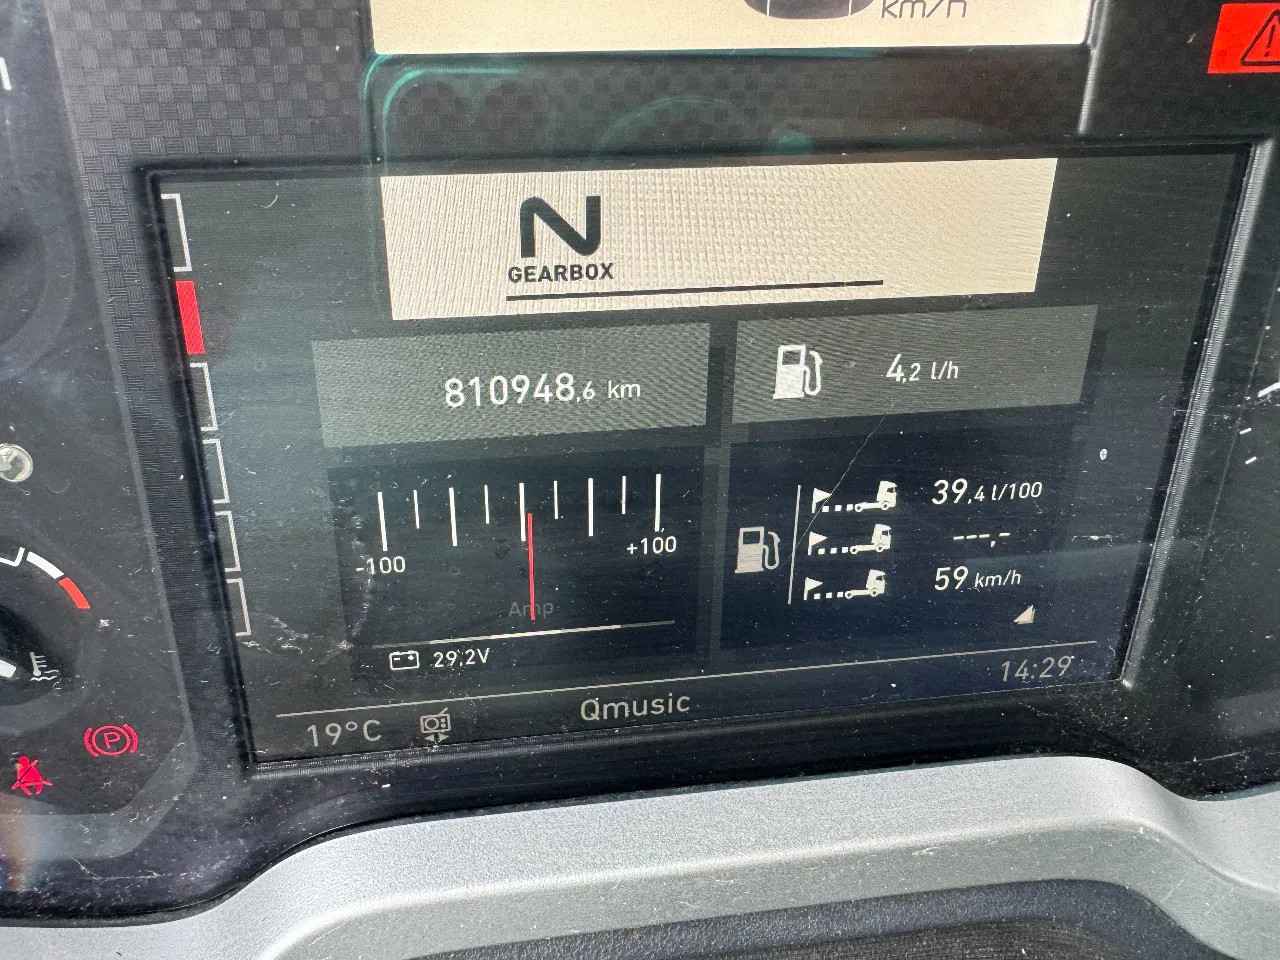 km/h
N
GEARBOX
810948,6 km
4,2 l/h
-100
+100
Amp
39,4 l/100
---,-
59 km/h
29,2V
14:29
19°C
Qmusic
P